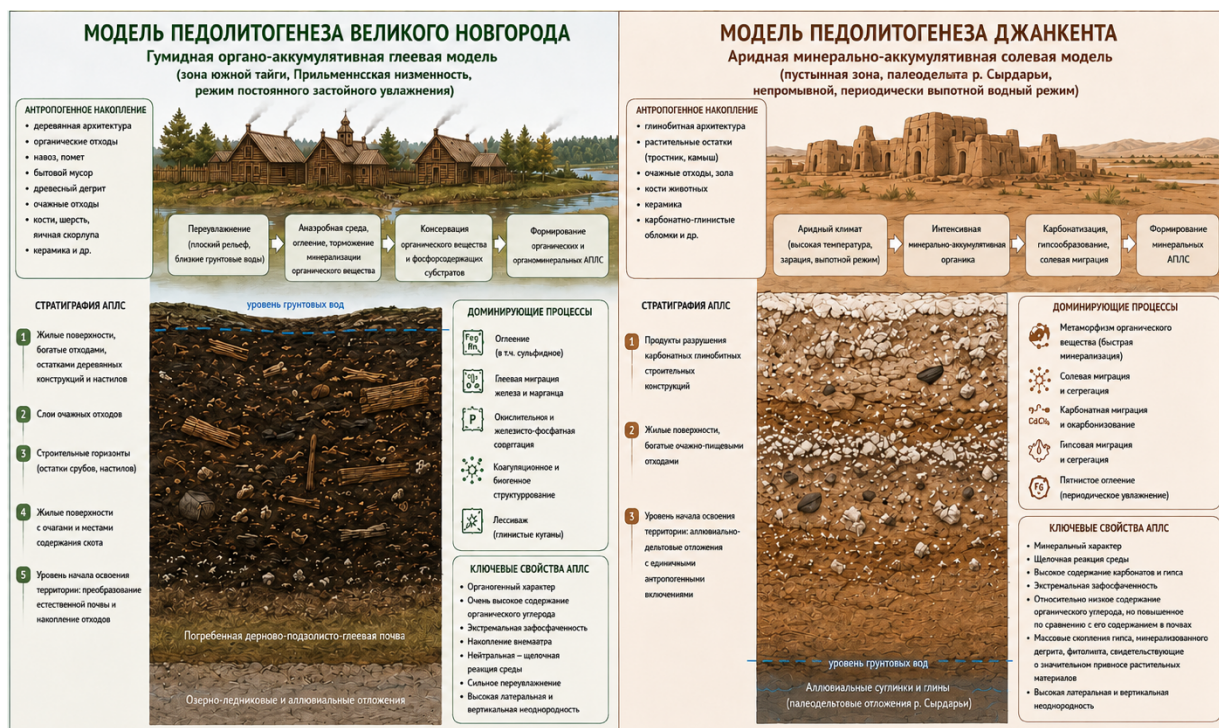 МОДЕЛЬ ПЕДОЛИТОГЕНЕЗА ВЕЛИКОГО НОВГОРОДА
Гумидная органо-аккумулятивная глеевая модель
(зона южной тайги, Прильменнсская низменность,
режим постоянного застойного увлажнения)
АНТРОПОГЕННОЕ НАКОПЛЕНИЕ
• деревянная архитектура
• органические отходы
• навоз, помет
• бытовой мусор
• древесный дегрит
• очажные отходы
• кости, шерсть,
яичная скорлупа
• керамика и др.
Переувлажнение
(плоский рельеф,
близкие грунтовые воды)
Анаэробная среда,
оглеение, торможение
минерализации
органического вещества
Консервация
органического вещества
и фосфорсодержащих
субстратов
Формирование
органических и
органоминеральных АПЛС
СТРАТИГРАФИЯ АПЛС
1 Жилые поверхности,
богатые отходами,
остатками деревянных
конструкций и настилов
2 Слои очажных отходов
3 Строительные горизонты
(остатки срубов, настилов)
4 Жилые поверхности
с очагами и местами
содержания скота
5 Уровень начала освоения
территории: преобразование
естественной почвы и
накопление отходов
уровень грунтовых вод
Погребенная дерново-подзолисто-глеевая почва
Озерно-ледниковые и аллювиальные отложения
ДОМИНИРУЮЩИЕ ПРОЦЕССЫ
Оглеение
(в т.ч. сульфидное)
Глеевая миграция
железа и марганца
P
Окислительноя и
железисто-фосфатная
сооргтация
Коагуляционное и
биогенное
структуррование
Лессиваж
(глинистые кутаны)
КЛЮЧЕВЫЕ СВОЙСТВА АПЛС
• Органогенный характер
• Очень высокое содержание
органического углерода
• Экстремальная зафосфаченность
• Накопление внемаатра
• Нейтральная – щелочная
реакция среды
• Сильное переувлажнение
• Высокая латеральная и
вертикальная неоднородность
МОДЕЛЬ ПЕДОЛИТОГЕНЕЗА ДЖАНКЕНТА
Аридная минерально-аккумулятивная солевая модель
(пустынная зона, палеоделыта р. Сырдарьи,
непромывной, периодически выпотной водный режим)
АНТРОПОГЕННОЕ НАКОПЛЕНИЕ
• глинобитная архитектура
• растительные остатки
(тростник, камыш)
• очажные отходы, зола
• кости животных
• керамика
• карбонатно-глинистые
обломки и др.
Аридный климат
(высокая температура,
зарация, выпотной режим)
Интенсивная
минерально-аккумулятивная
органика
Карбонатизация,
гипсообразование,
солевая миграция
Формирование
минеральных
АПЛС
СТРАТИГРАФИЯ АПЛС
1 Продукты разрушения
карбонатных глинобитных
строительных
конструкций
2 Жилые поверхности,
богатые очажно-пищевыми
отходами
3 Уровень начала освоения
территории: аллювиально-
дельтовые отложения
с единичными
антропогенными
включениями
уровень грунтовых вод
Аллювиальные суглинки и глины
(палеодельтовые отложения р. Сырдарьи)
ДОМИНИРУЮЩИЕ ПРОЦЕССЫ
Метаморфизм органического
вещества (быстрая
минерализация)
Солевая миграция
и сегрегация
Карбонатная миграция
и окарбонизование
Гипсовая миграция
и сегрегация
Пятнистое оглеение
(периодическое увлажнение)
КЛЮЧЕВЫЕ СВОЙСТВА АПЛС
• Минеральный характер
• Щелочная реакция среды
• Высокое содержание карбонатов и гипса
• Экстремальная зафосфаченность
• Относительно низкое содержание
органического углерода, но повышенное
по сравнению с его содержанием в почвах
• Массовые скопления гипса, минерализованного
дегрита, фитолипта, свидетельствующие
о значительном привносе растительных
материалов
• Высокая латеральная и вертикальная
неоднородность